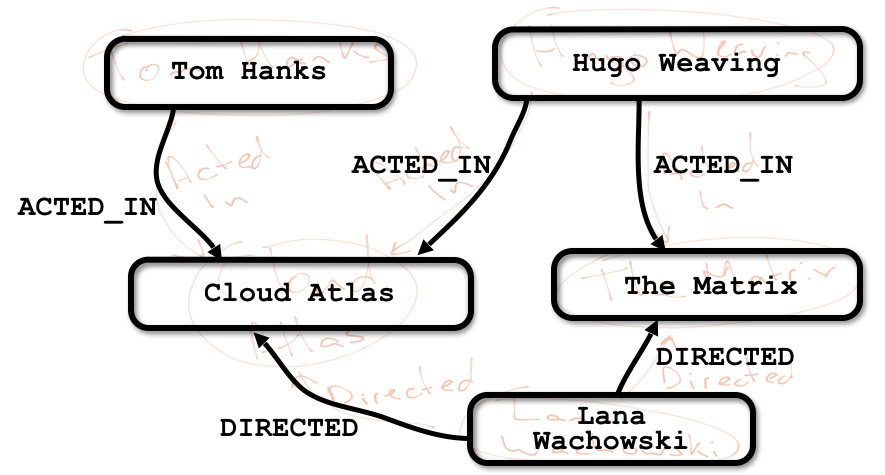 Tom Hanks
Hugo Weaving
Tom Hanks
Hugo Weaving
ACTED_IN
ACTED_IN
ACTED_IN
Acted
In
Acted
In
Acted
In
Cloud Atlas
The Matrix
Cloud
Atlas
The Matrix
DIRECTED
DIRECTED
Directed
Directed
Lana
Wachowski
Lana
Wachowski